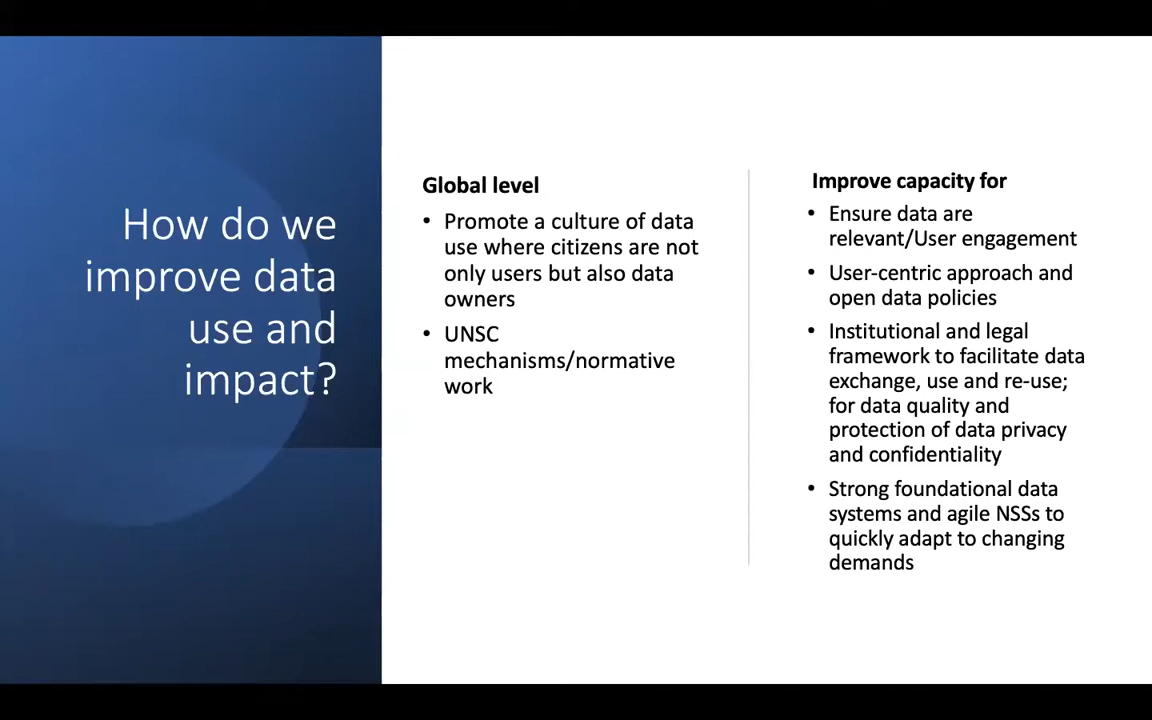 How do we
improve data
use and
impact?
Global level
• Promote a culture of data
use where citizens are not
only users but also data
owners
• UNSC
mechanisms/normative
work
Improve capacity for
• Ensure data are
relevant/User engagement
• User-centric approach and
open data policies
• Institutional and legal
framework to facilitate data
exchange, use and re-use;
for data quality and
protection of data privacy
and confidentiality
• Strong foundational data
systems and agile NSSs to
quickly adapt to changing
demands